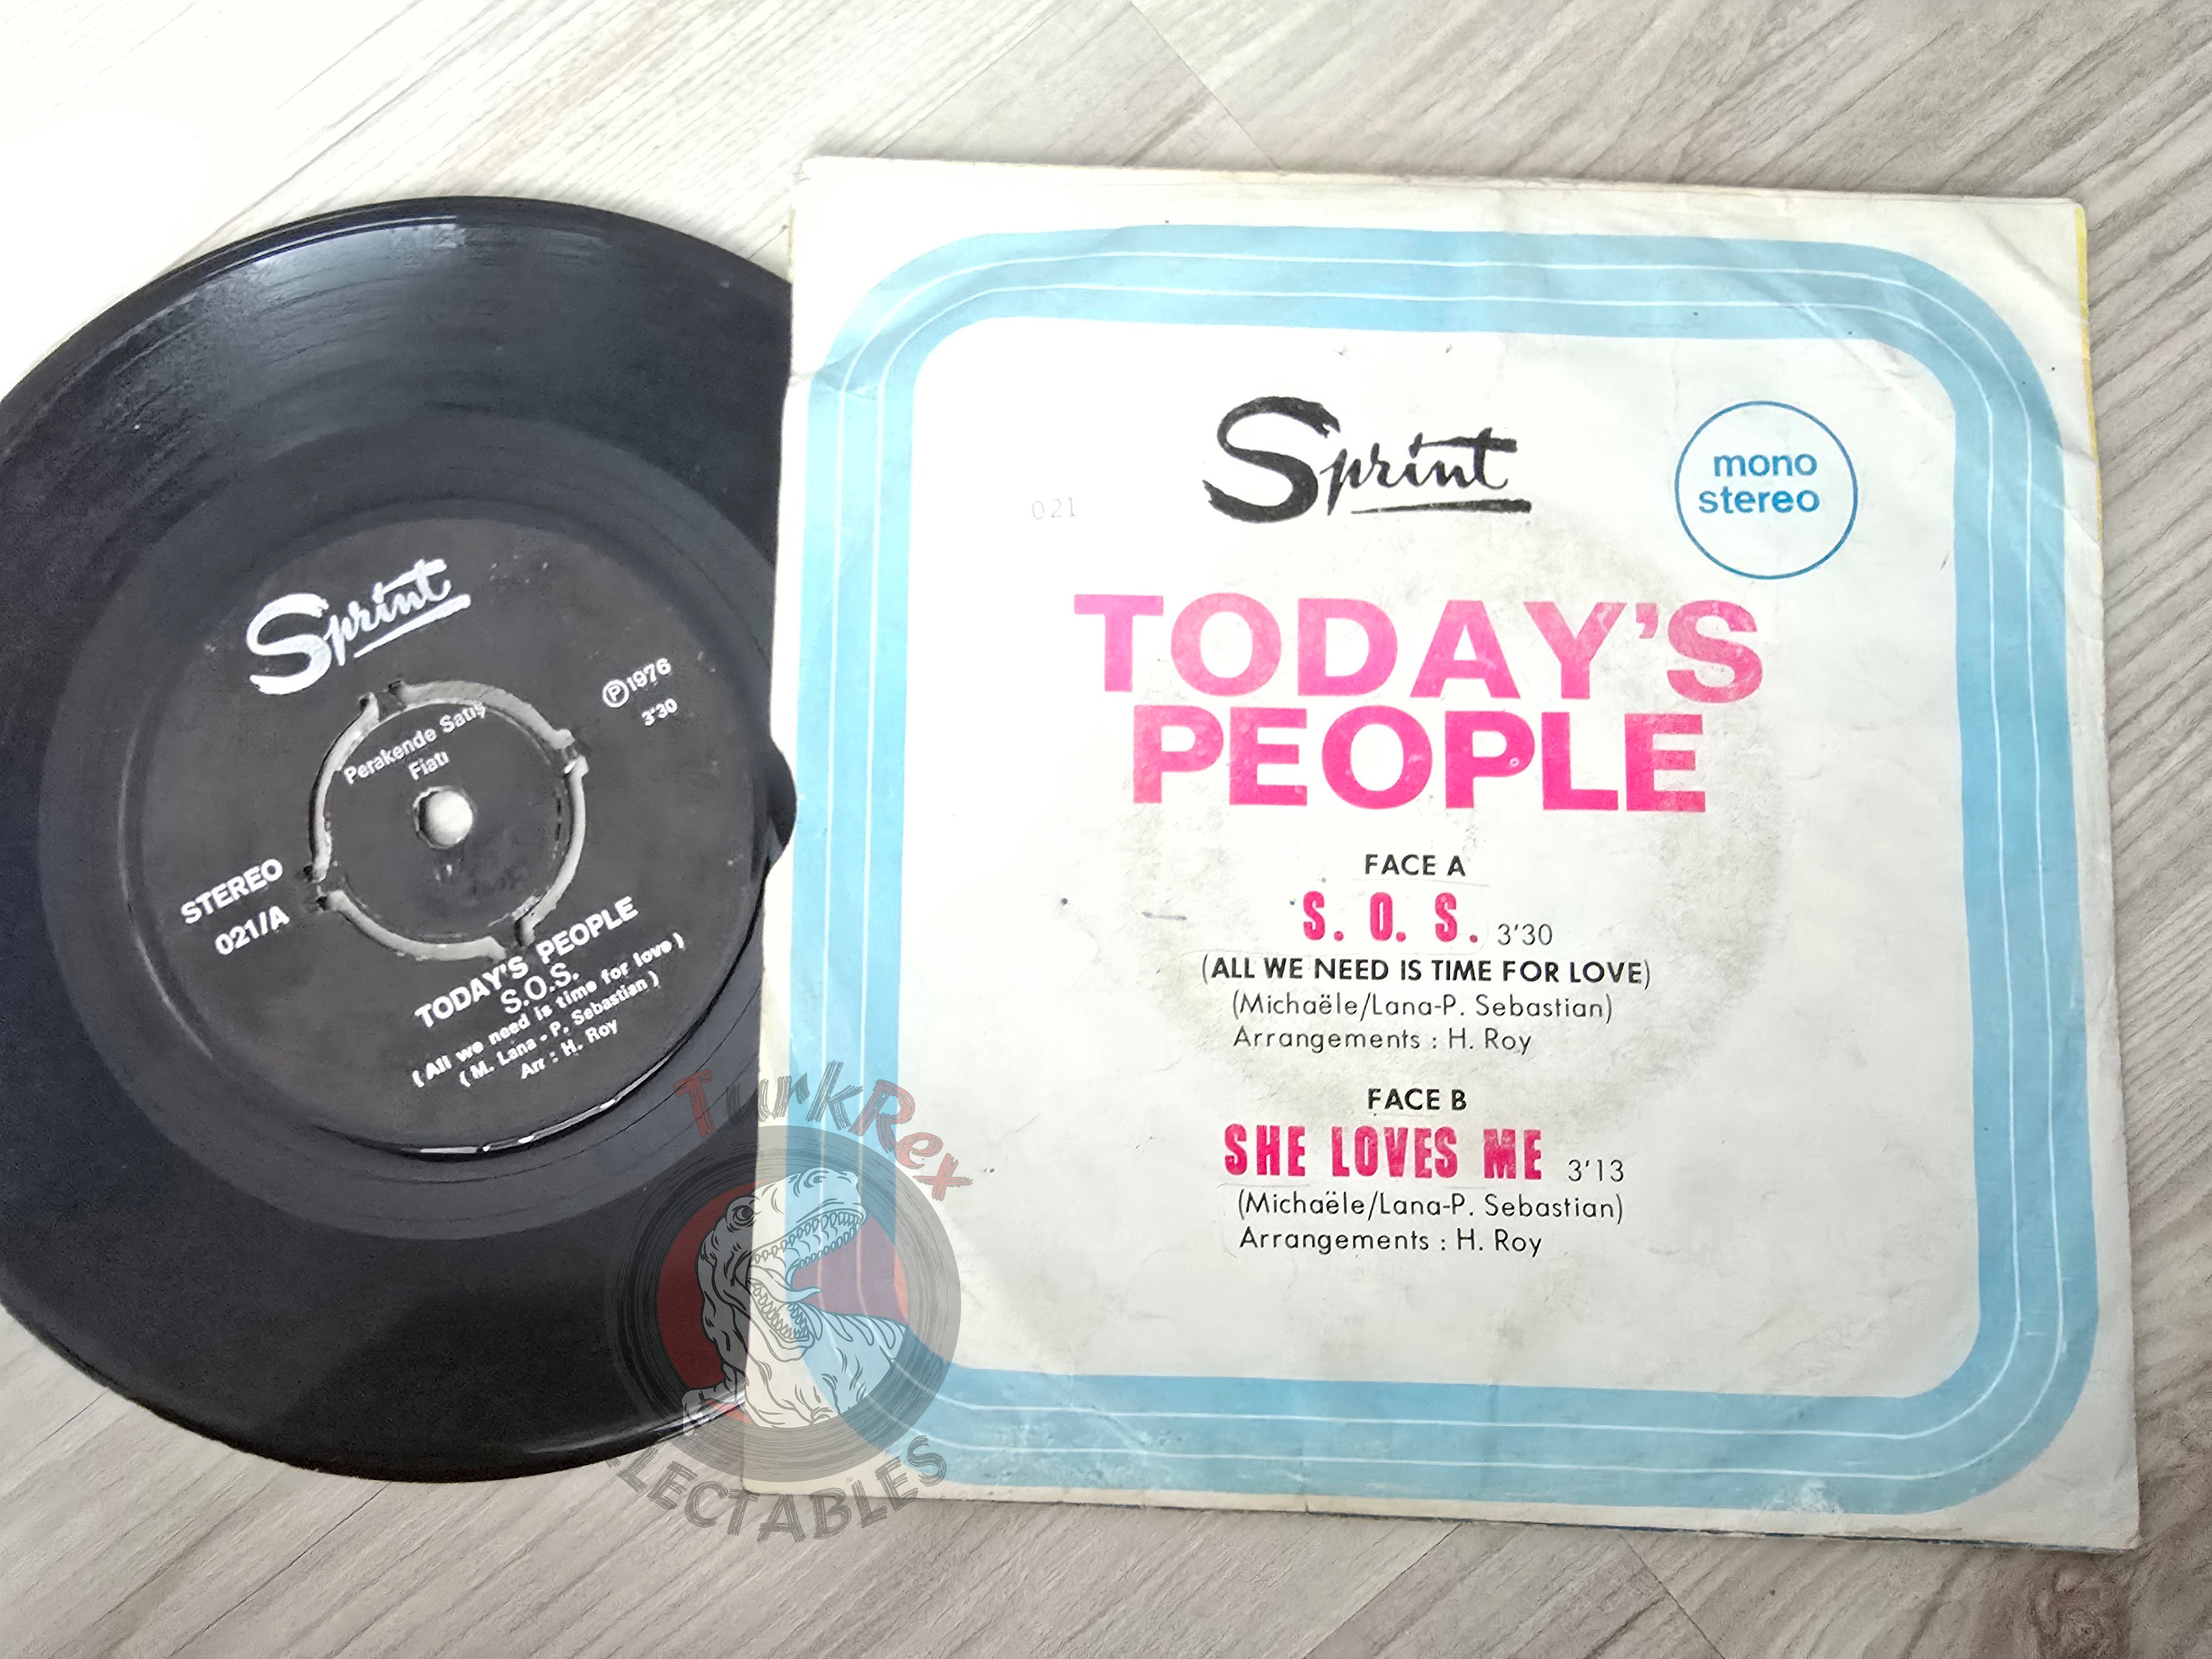 Sprint
Perakende Satış
Fiatı
℗1976
3'30
STEREO
021/A
TODAY'S PEOPLE
S.O.S.
(All we need is time for love)
(M. Lana - P. Sebastian)
Arr : H. Roy
Sprint
021
mono
stereo
TODAY'S
PEOPLE
FACE A
S. O. S. 3'30
(ALL WE NEED IS TIME FOR LOVE)
(Michaële/Lana-P. Sebastian)
Arrangements : H. Roy
FACE B
SHE LOVES ME 3'13
(Michaële/Lana-P. Sebastian)
Arrangements : H. Roy
TurkRex